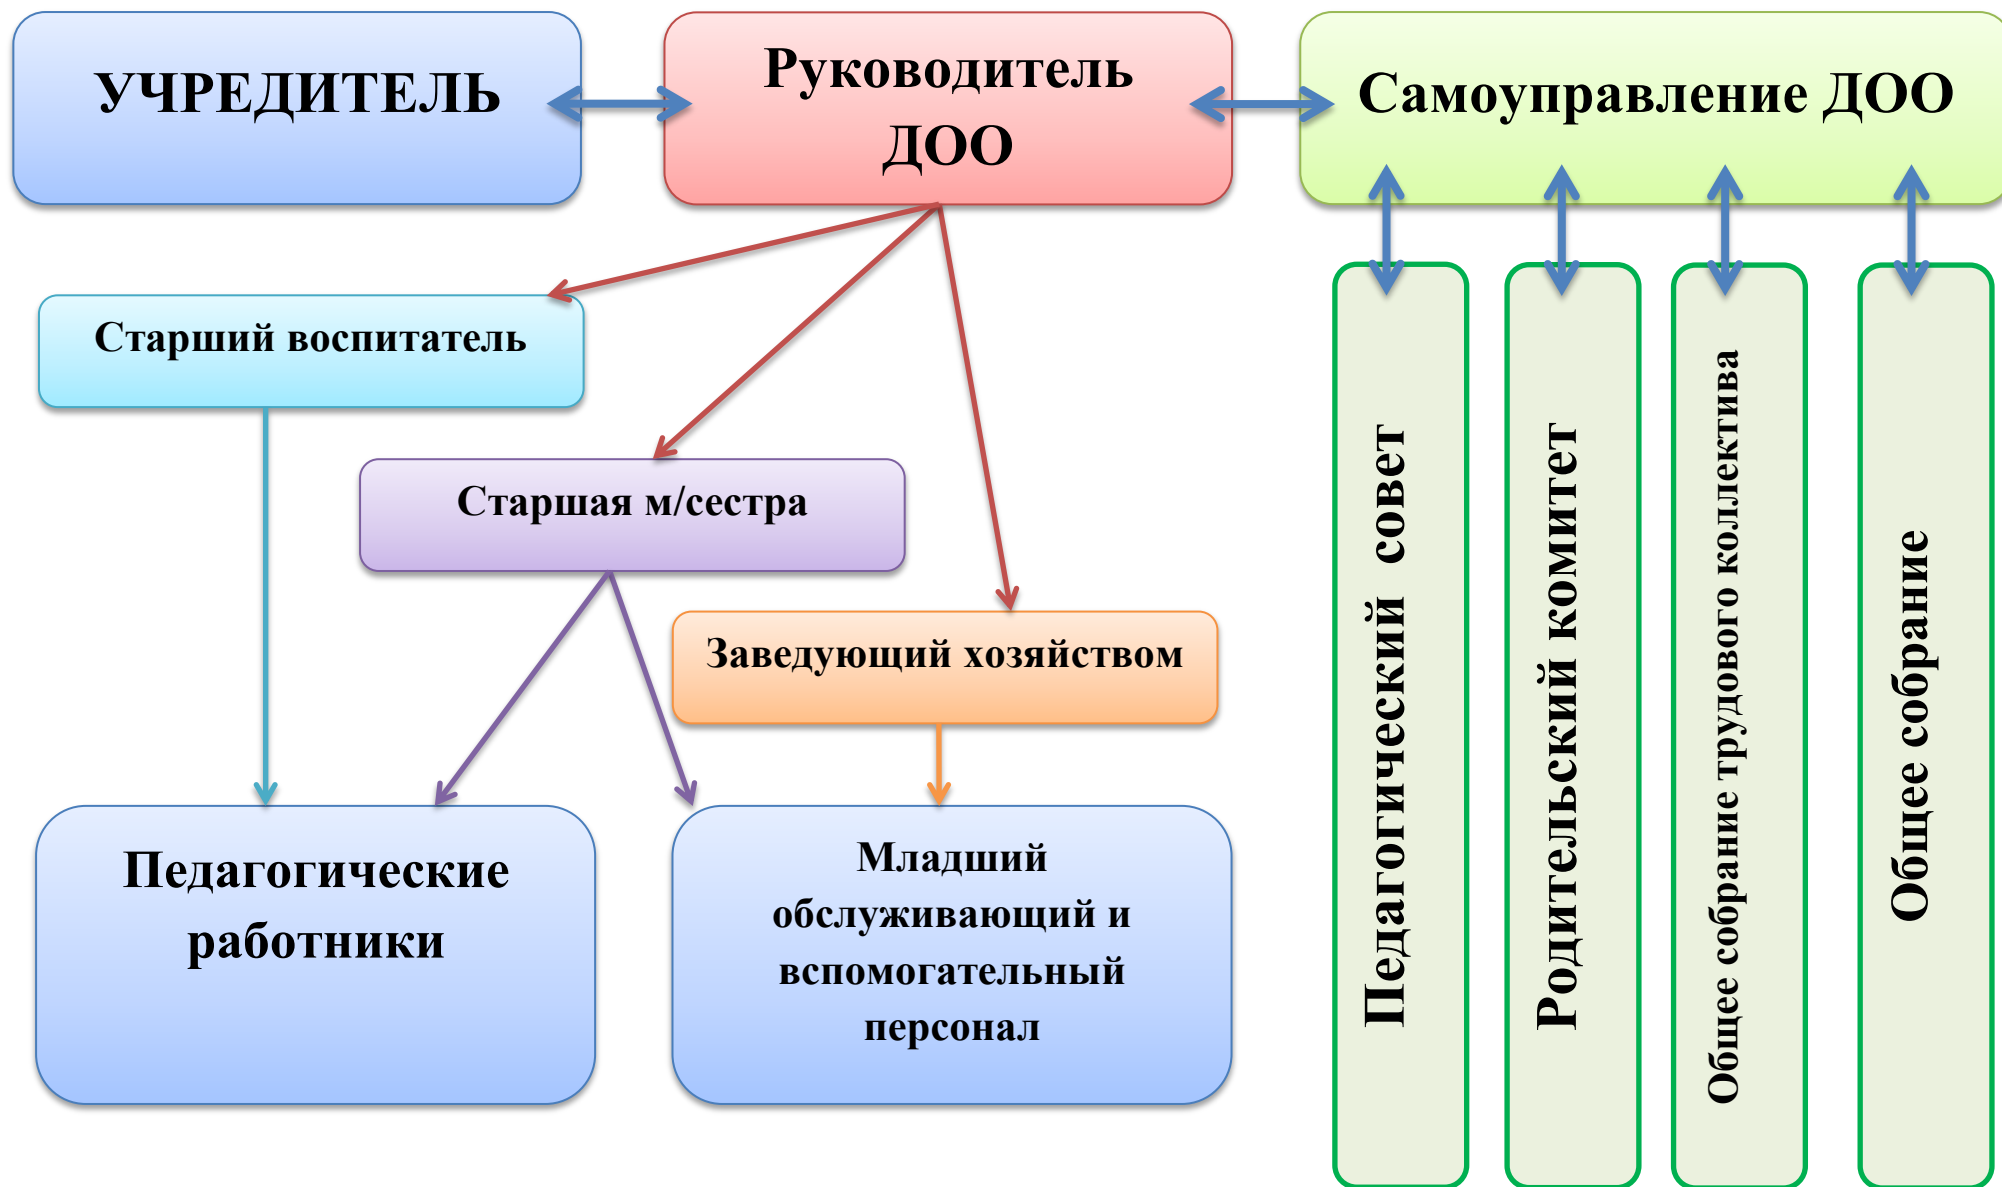 УЧРЕДИТЕЛЬ
Руководитель
ДОО
Самоуправление ДОО
Старший воспитатель
Старшая м/сестра
Заведующий хозяйством
Педагогические
работники
Младший
обслуживающий и
вспомогательный
персонал
Педагогический совет
Родительский комитет
Общее собрание трудового коллектива
Общее собрание